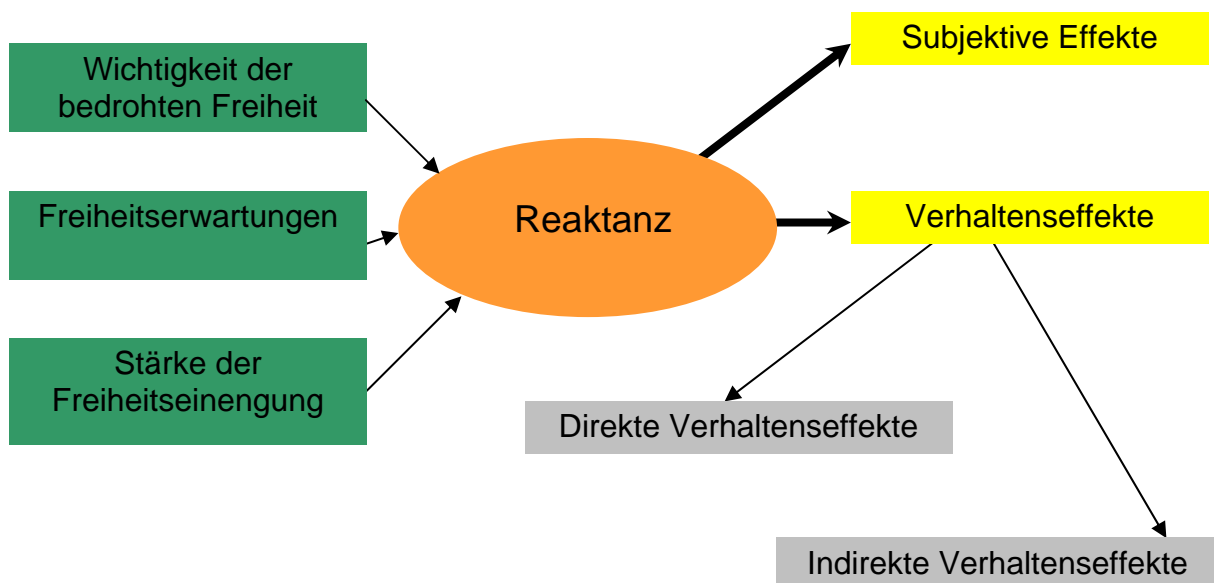 Wichtigkeit der
bedrohten Freiheit
Freiheitserwartungen
Stärke der
Freiheitseinengung
Reaktanz
Subjektive Effekte
Verhaltenseffekte
Direkte Verhaltenseffekte
Indirekte Verhaltenseffekte